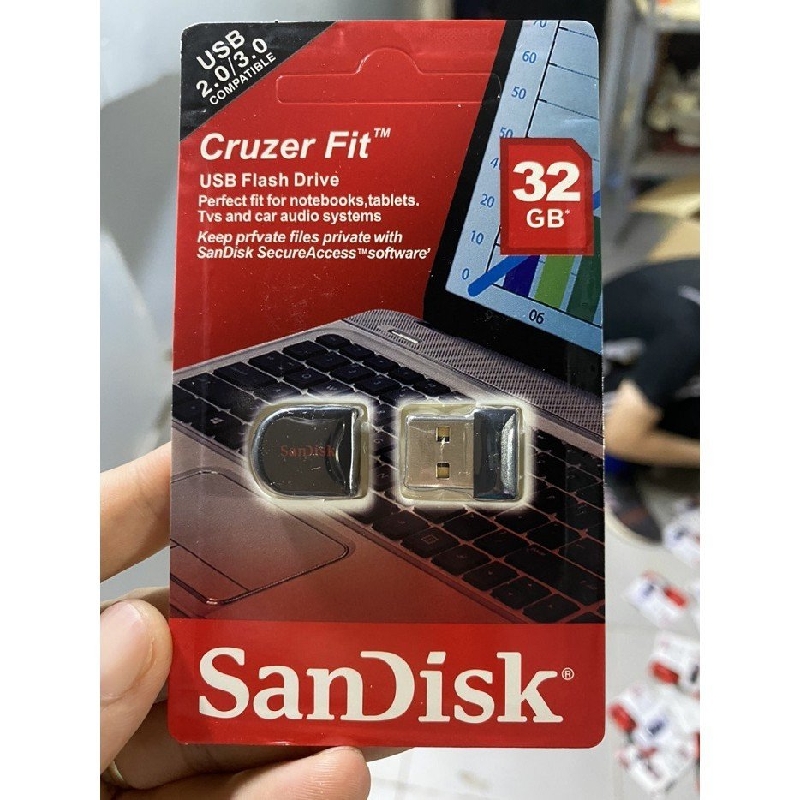 USB
2.0/3.0
COMPATIBLE
Cruzer Fit™
USB Flash Drive
Perfect fit for notebooks,tablets.
Tvs and car audio systems
Keep prfvate files private with
SanDisk SecureAccess™software'
32
GB*
70
60
50
50
40
20
10
0
06
SanDisk
SanDisk®